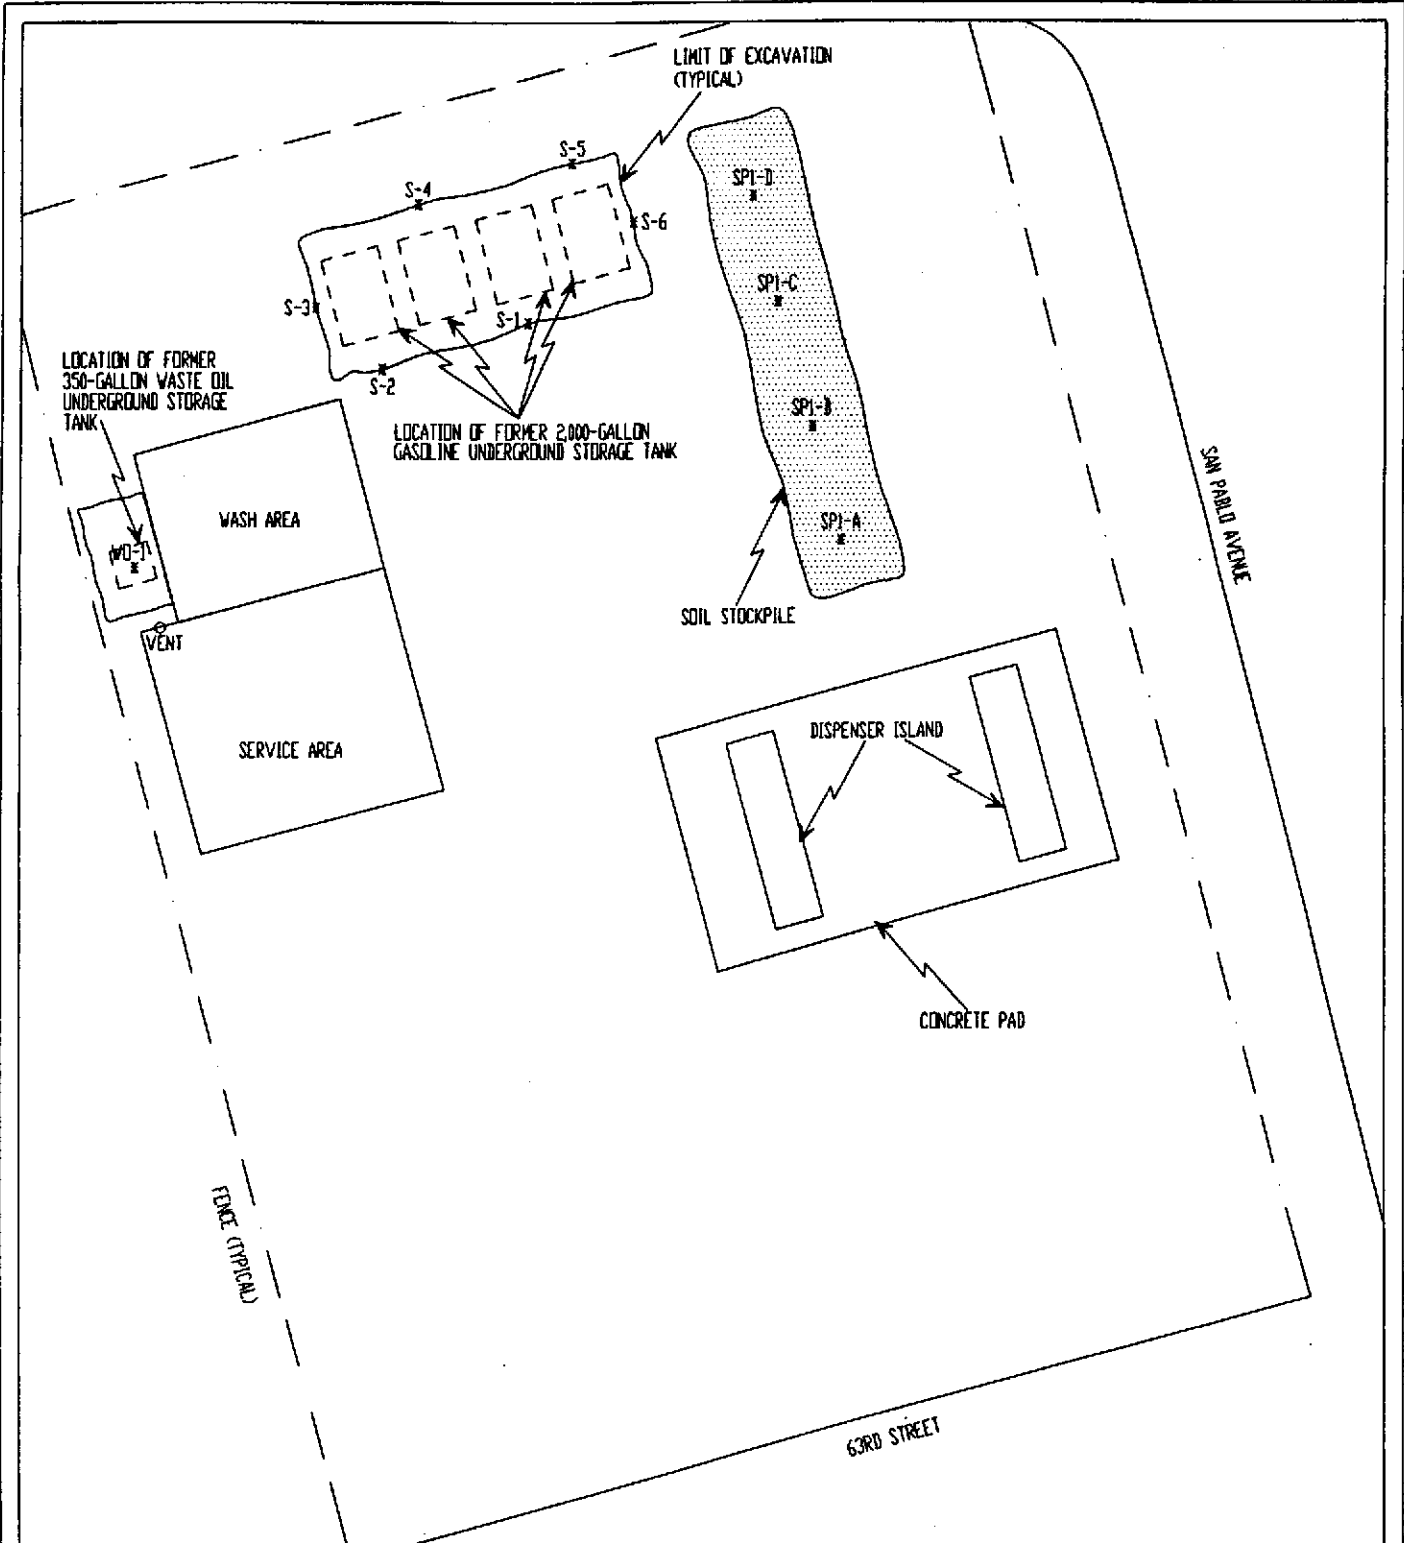 LIMIT OF EXCAVATION
(TYPICAL)
S-5
S-4
SP1-D
S-6
SP1-C
S-3
S-1
LOCATION OF FORMER
350-GALLON WASTE OIL
UNDERGROUND STORAGE
TANK
S-2
SP1-B
LOCATION OF FORMER 2,000-GALLON
GASOLINE UNDERGROUND STORAGE TANK
SAN PABLO AVENUE
WASH AREA
SP1-A
WO-1
SOIL STOCKPILE
VENT
DISPENSER ISLAND
SERVICE AREA
CONCRETE PAD
FENCE (TYPICAL)
63RD STREET